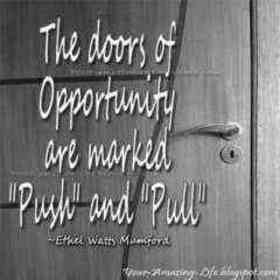 The doors of
Opportunity
are marked
"Push" and "Pull"
~Ethel Watts Mumford
Your-Amazing-Life.blogspot.com